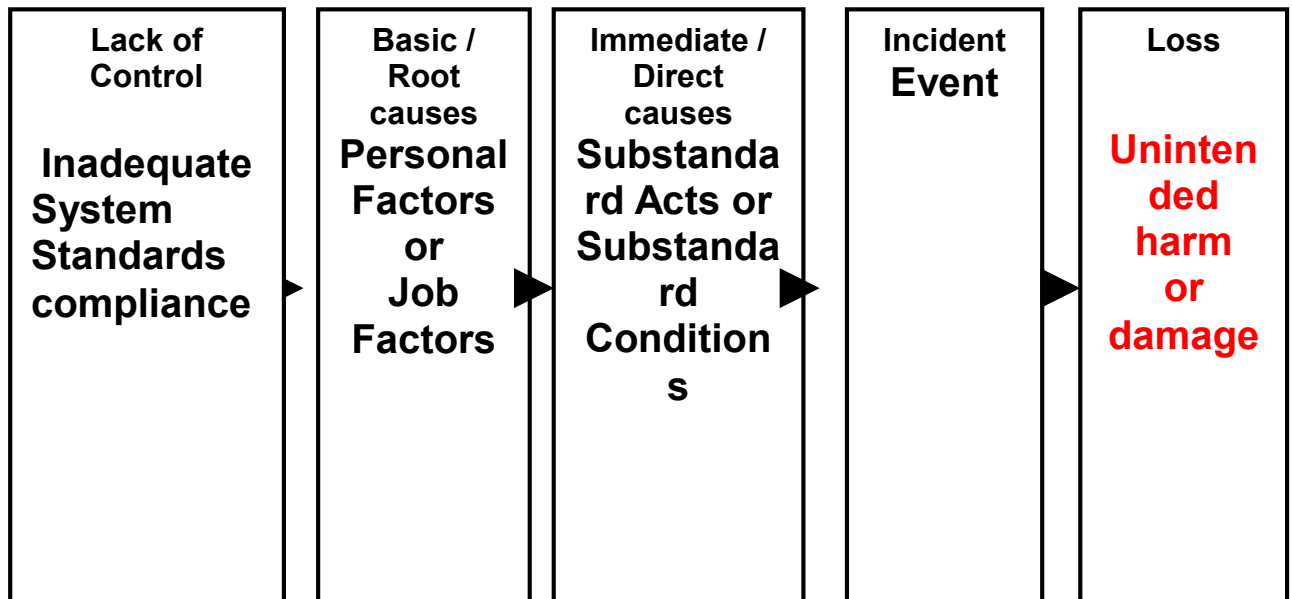 Lack of
Control
Inadequate
System
Standards
compliance
Basic /
Root
causes
Personal
Factors
or
Job
Factors
Immediate /
Direct
causes
Substanda
rd Acts or
Substanda
rd
Condition
s
Incident
Event
Loss
Uninten
ded
harm
or
damage